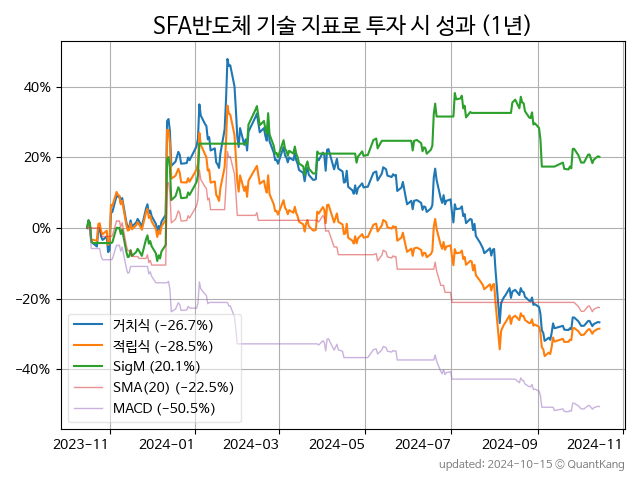 SFA반도체 기술 지표로 투자 시 성과 (1년)
40%
20%
0%
−20%
−40%
거치식 (−26.7%)
적립식 (−28.5%)
SigM (20.1%)
SMA(20) (−22.5%)
MACD (−50.5%)
2023−11
2024−01
2024−03
2024−05
2024−07
2024−09
2024−11
updated: 2024-10-15 © QuantKang